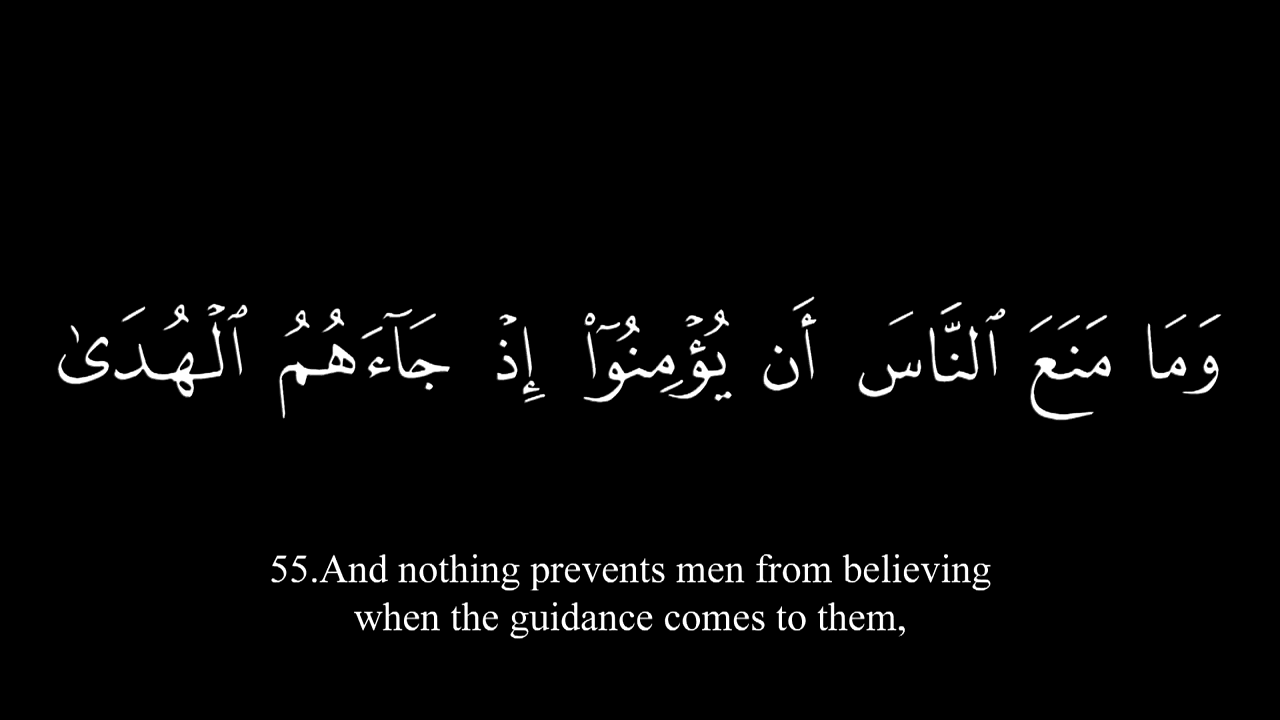 وَمَا مَنَعَ ٱلنَّاسَ أَن يُؤۡمِنُوٓاْ إِذۡ جَآءَهُمُ ٱلۡهُدَىٰ
55.And nothing prevents men from believing
when the guidance comes to them,